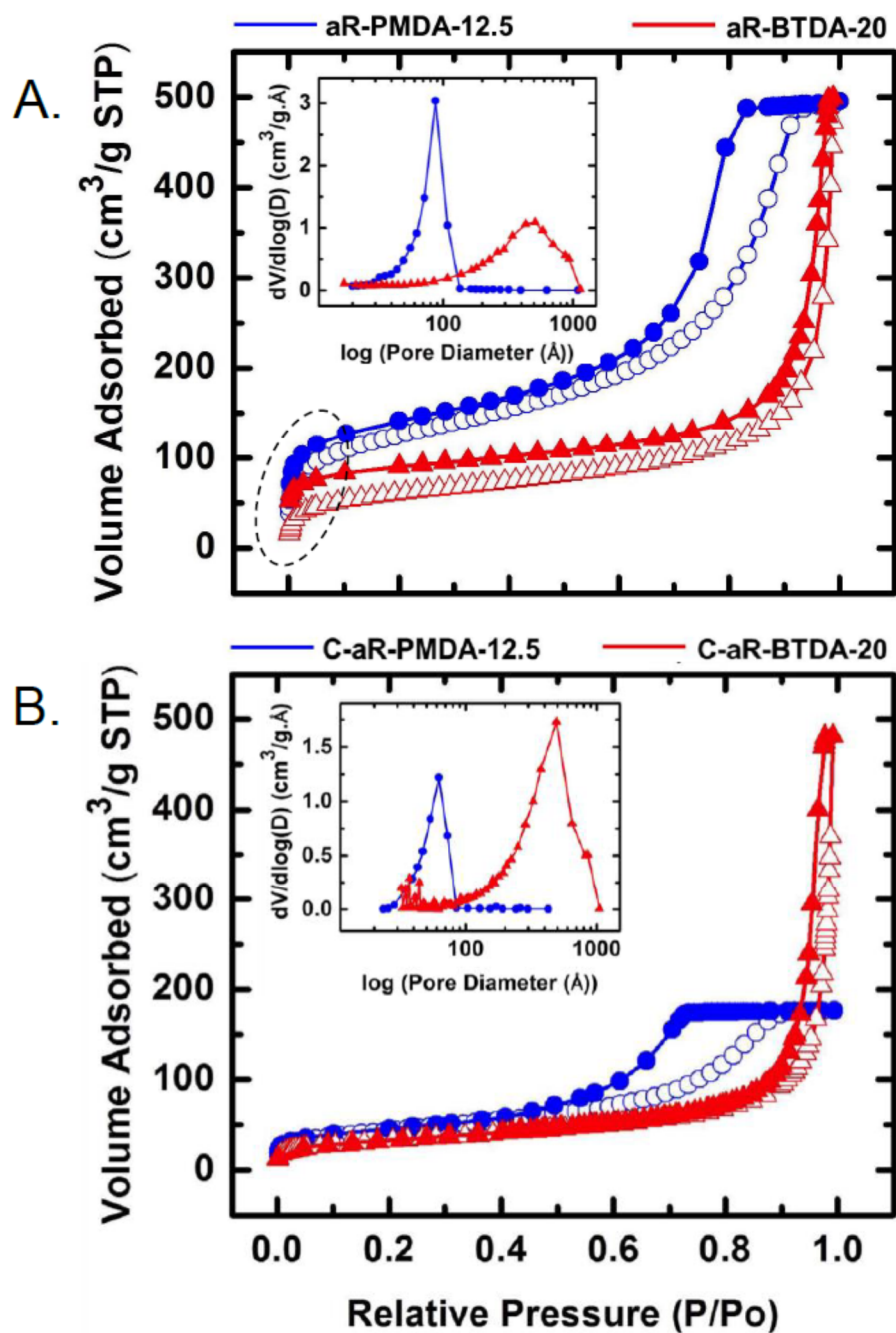 aR-PMDA-12.5 aR-BTDA-20
A.
Volume Adsorbed (cm³/g STP)
500
400
300
200
100
0
dV/dlog(D) (cm³/g.Å)
3
2
1
0
100 1000
log (Pore Diameter (Å))
C-aR-PMDA-12.5 C-aR-BTDA-20
B.
Volume Adsorbed (cm³/g STP)
500
400
300
200
100
0
dV/dlog(D) (cm³/g.Å)
1.5
1.0
0.5
0.0
100 1000
log (Pore Diameter (Å))
0.0 0.2 0.4 0.6 0.8 1.0
Relative Pressure (P/Po)